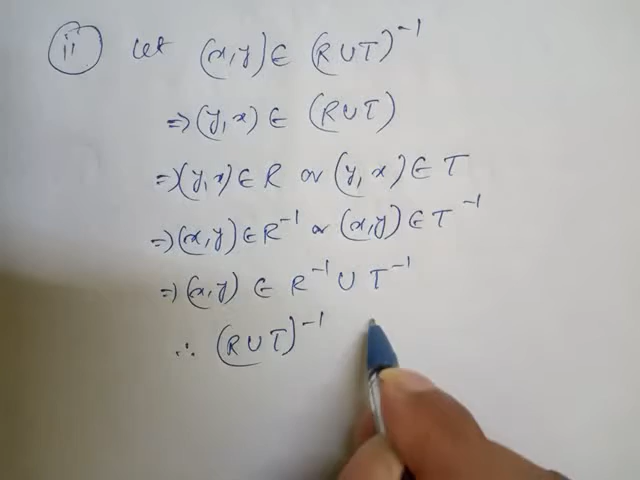 (ii) Let (x,y) ∈ (R∪T)⁻¹
⇒ (y,x) ∈ (R∪T)
⇒ (y,x) ∈ R or (y,x) ∈ T
⇒ (x,y) ∈ R⁻¹ or (x,y) ∈ T⁻¹
⇒ (x,y) ∈ R⁻¹ ∪ T⁻¹
∴ (R∪T)⁻¹